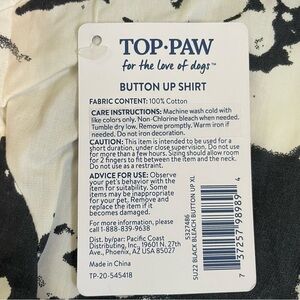 TOP·PAW
for the love of dogs™
BUTTON UP SHIRT
FABRIC CONTENT: 100% Cotton
CARE INSTRUCTIONS: Machine wash cold with
like colors only. Non-Chlorine bleach when needed.
Tumble dry low. Remove promptly. Warm iron if
needed. Do not iron decoration.
CAUTION: This item is intended to be used for a
short duration, under close supervision. Do not use
for more than a few hours. Sizing should allow room
for 2 fingers to fit between the item and the neck.
Do not use near a restraint.
ADVICE FOR USE: Observe
your pet's behavior with the
item for suitability. Some
items may be inappropriate
for your pet. Remove and
replace the item if it
becomes damaged.
For more information, please
call 1-888-839-9638
Dist. by/par: Pacific Coast
Distributing, Inc., 19601 N. 27th
Ave., Phoenix, AZ USA 85027
Made in China
TP-20-545418
SU22 BLACK BLEACH BUTTON UP XL
7 37257 98989 4